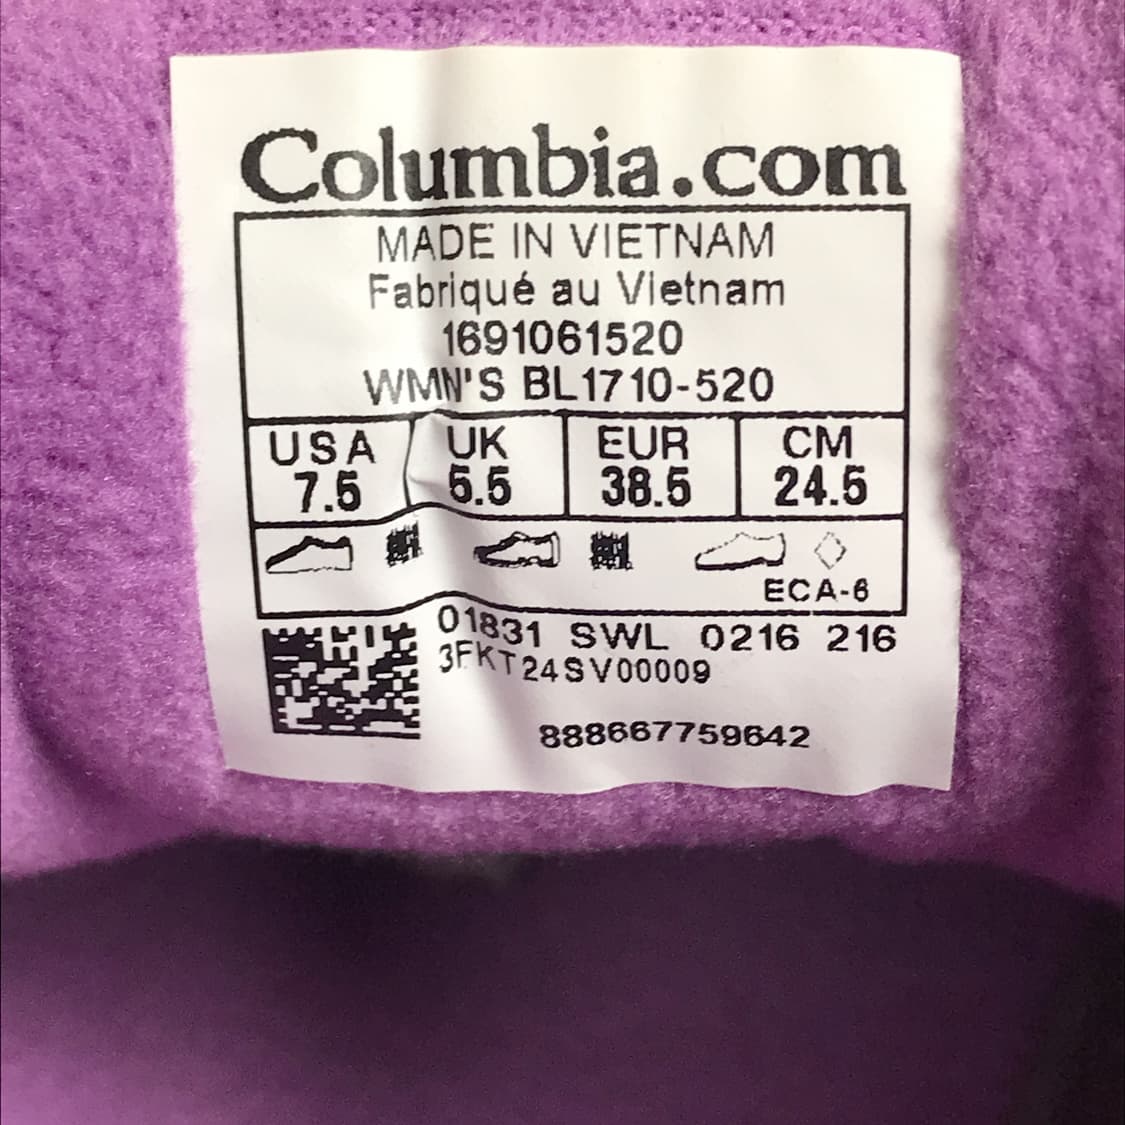 Columbia.com
MADE IN VIETNAM
Fabriqué au Vietnam
1691061520
WMN'S BL1710-520
USA UK EUR CM
7.5 5.5 38.5 24.5
ECA-6
01831 SWL 0216 216
3FKT24SV00009
888667759642